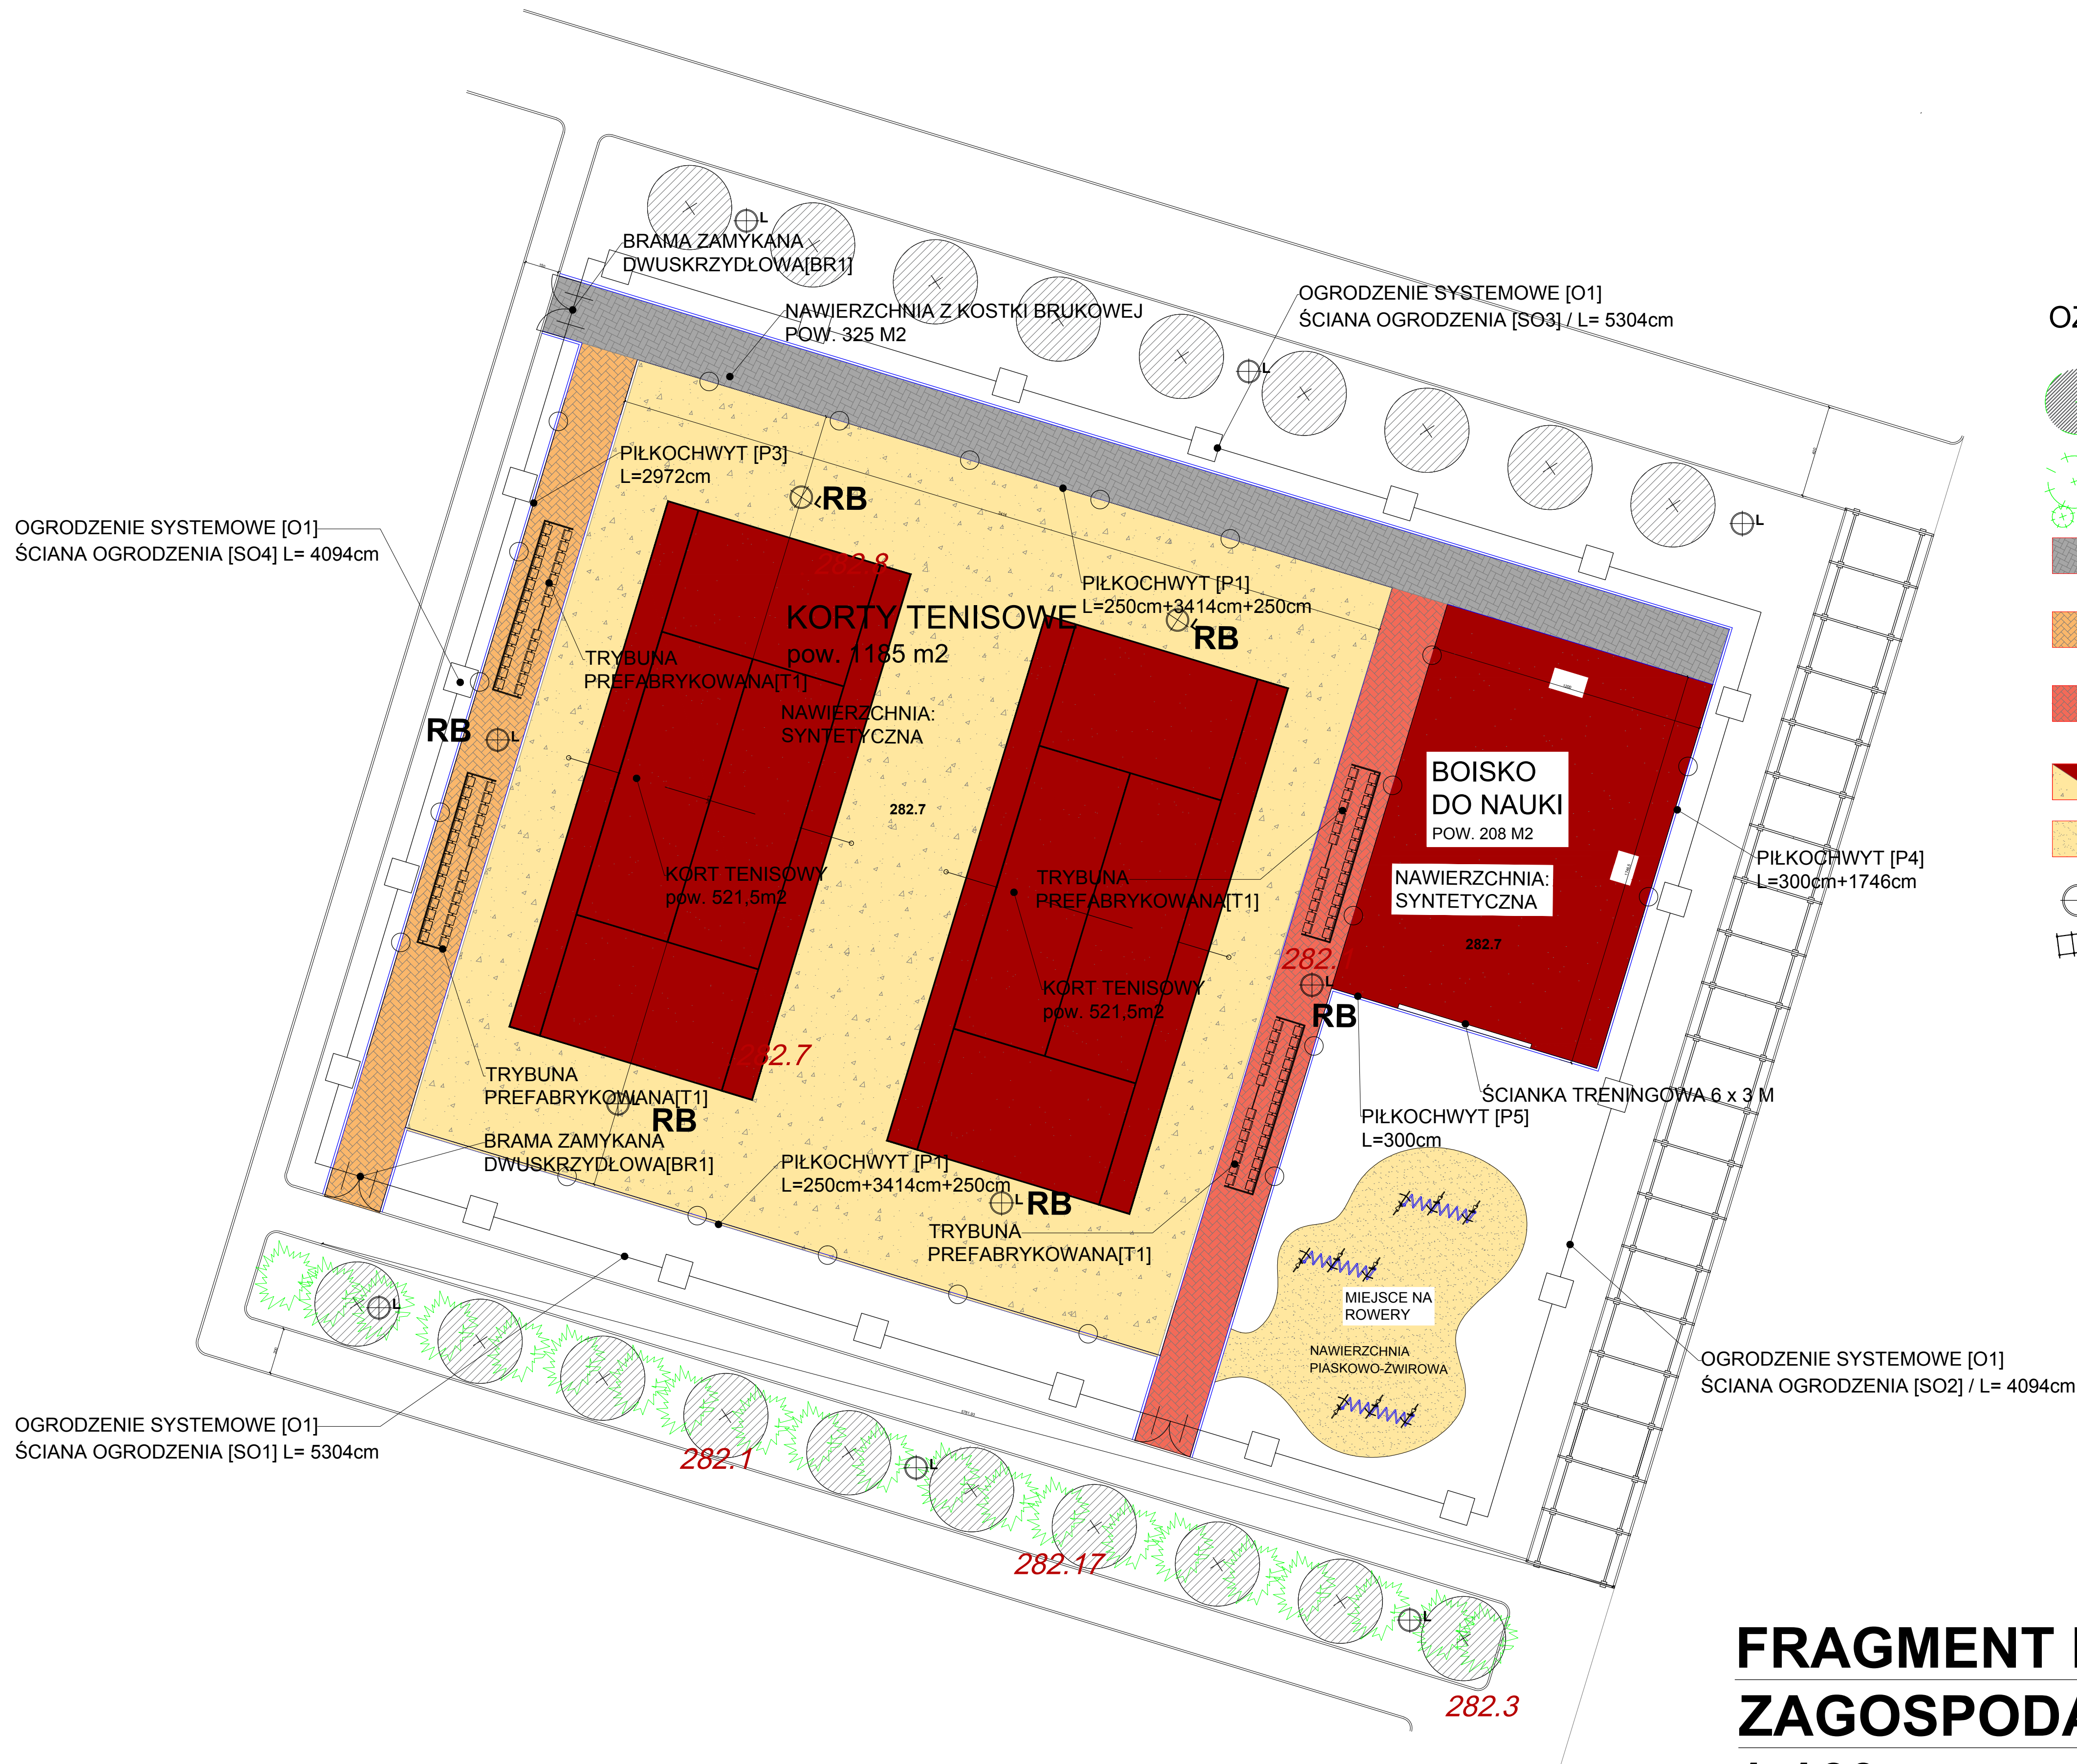 BRAMA ZAMYKANA
DWUSKRZYDŁOWA[BR1]
L
NAWIERZCHNIA Z KOSTKI BRUKOWEJ
POW. 325 M2
OGRODZENIE SYSTEMOWE [O1]
ŚCIANA OGRODZENIA [SO3] / L= 5304cm
L
L
PIŁKOCHWYT [P3]
L=2972cm
L
RB
OGRODZENIE SYSTEMOWE [O1]
ŚCIANA OGRODZENIA [SO4] L= 4094cm
PIŁKOCHWYT [P1]
L=250cm+3414cm+250cm
L
RB
KORTY TENISOWE
pow. 1185 m2
TRYBUNA
PREFABRYKOWANA[T1]
NAWIERZCHNIA:
SYNTETYCZNA
RB
L
282.7
BOISKO
DO NAUKI
POW. 208 M2
NAWIERZCHNIA:
SYNTETYCZNA
282.7
PIŁKOCHWYT [P4]
L=300cm+1746cm
KORT TENISOWY
pow. 521,5m2
TRYBUNA
PREFABRYKOWANA[T1]
282.
L
RB
KORT TENISOWY
pow. 521,5m2
TRYBUNA
PREFABRYKOWANA[T1]
L
RB
ŚCIANKA TRENINGOWA 6 x 3 M
PIŁKOCHWYT [P5]
L=300cm
BRAMA ZAMYKANA
DWUSKRZYDŁOWA[BR1]
PIŁKOCHWYT [P1]
L=250cm+3414cm+250cm
L
RB
TRYBUNA
PREFABRYKOWANA[T1]
MIEJSCE NA
ROWERY
NAWIERZCHNIA
PIASKOWO-ŻWIROWA
L
OGRODZENIE SYSTEMOWE [O1]
ŚCIANA OGRODZENIA [SO2] / L= 4094cm
OGRODZENIE SYSTEMOWE [O1]
ŚCIANA OGRODZENIA [SO1] L= 5304cm
282.1
L
282.17
L
282.3
FRAGMENT